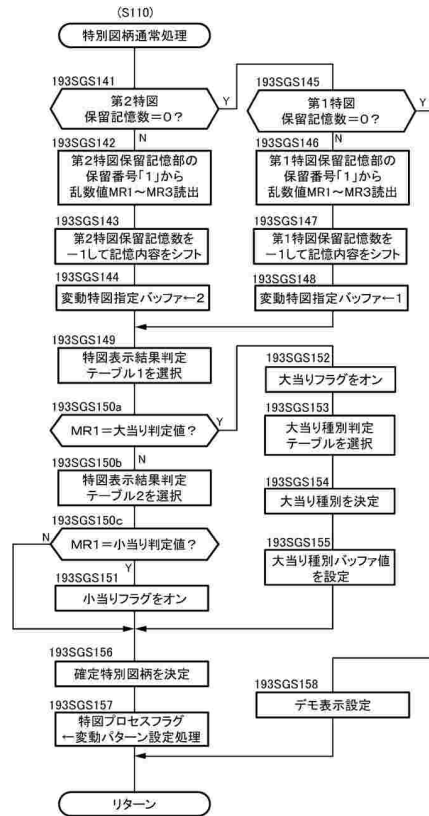 (S110)
特別図柄通常処理
193SGS141
第2特図
保留記憶数=0?
Y
N
193SGS142
第2特図保留記憶部の
保留番号「1」から
乱数値MR1～MR3読出
193SGS143
第2特図保留記憶数を
－1して記憶内容をシフト
193SGS144
変動特図指定バッファ←2
193SGS145
第1特図
保留記憶数=0?
Y
N
193SGS146
第1特図保留記憶部の
保留番号「1」から
乱数値MR1～MR3読出
193SGS147
第1特図保留記憶数を
－1して記憶内容をシフト
193SGS148
変動特図指定バッファ←1
193SGS149
特図表示結果判定
テーブル1を選択
193SGS150a
MR1=大当り判定値?
Y
N
193SGS150b
特図表示結果判定
テーブル2を選択
193SGS150c
N
MR1=小当り判定値?
Y
193SGS151
小当りフラグをオン
193SGS152
大当りフラグをオン
193SGS153
大当り種別判定
テーブルを選択
193SGS154
大当り種別を決定
193SGS155
大当り種別バッファ値
を設定
193SGS156
確定特別図柄を決定
193SGS157
特図プロセスフラグ
←変動パターン設定処理
193SGS158
デモ表示設定
リターン